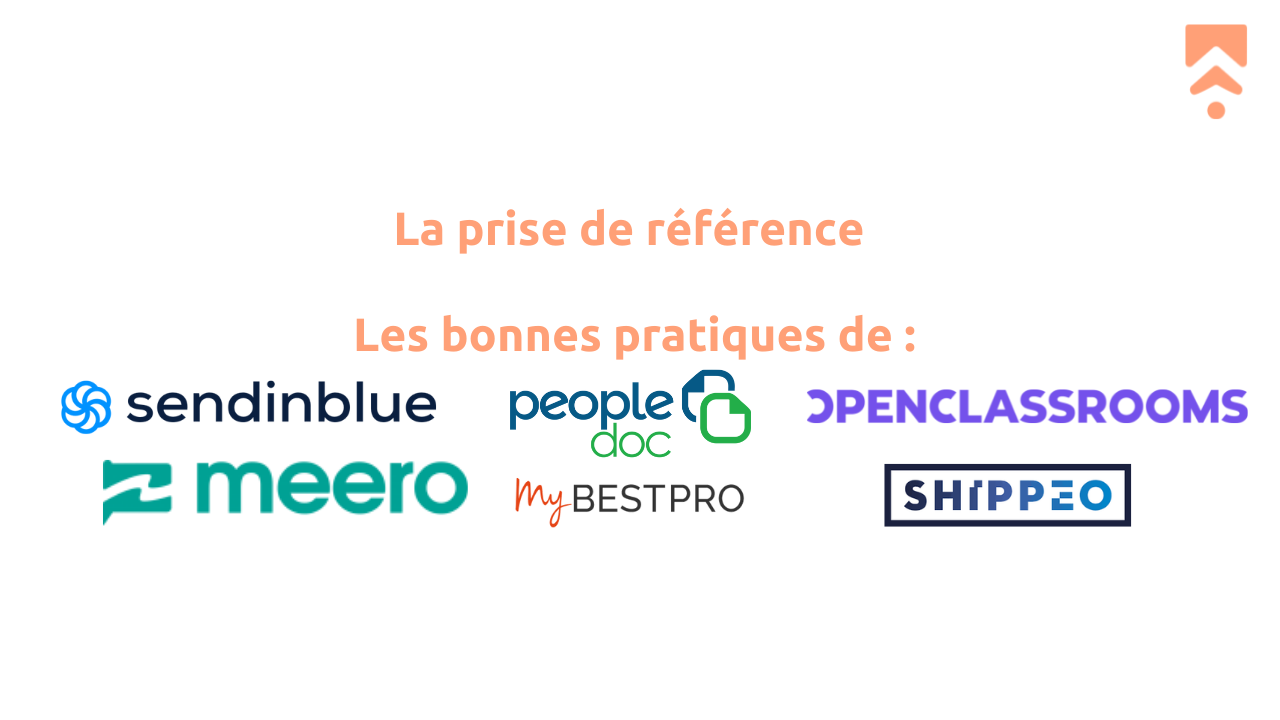 La prise de référence
Les bonnes pratiques de :
sendinblue
people doc
OPENCLASSROOMS
meero
MyBESTPRO
SHIPPEO